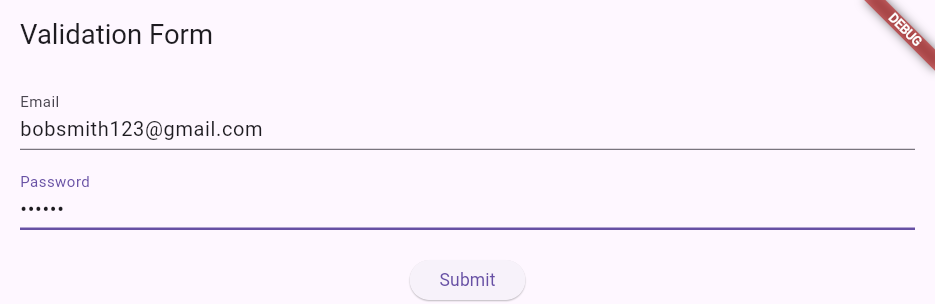 Validation Form
DEBUG
Email
bobsmith123@gmail.com
Password
••••••
Submit